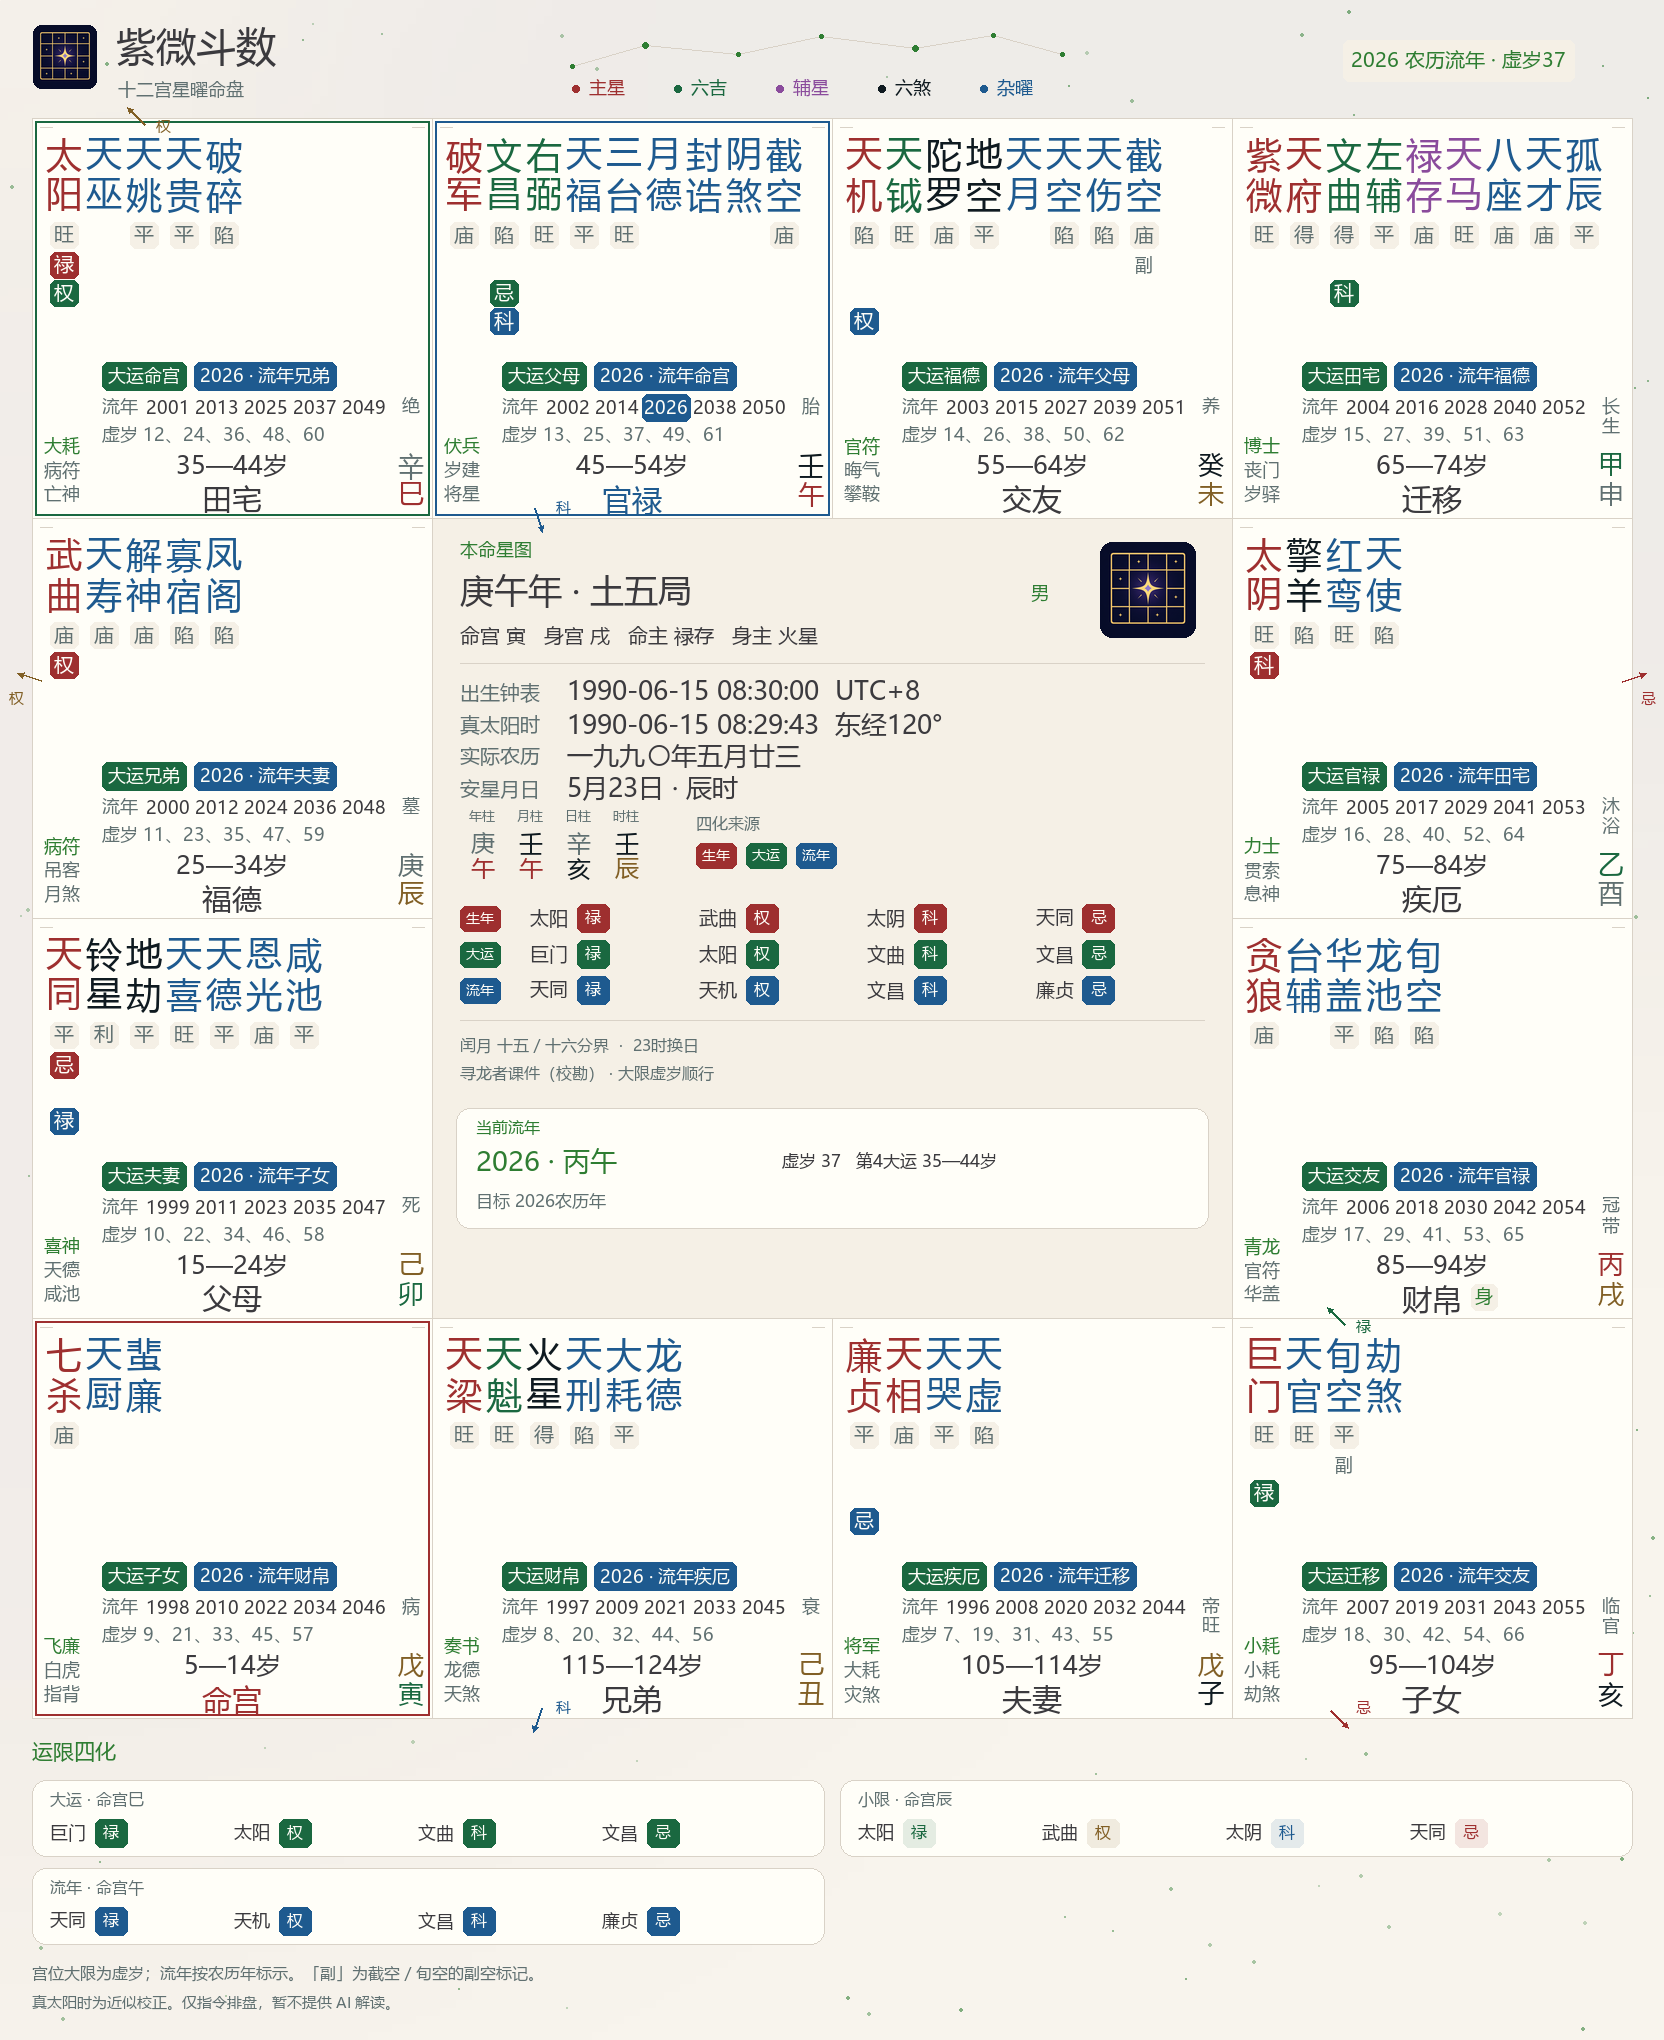 紫微斗数
十二宫星曜命盘
主星 六吉 辅星 六煞 杂曜
2026 农历流年 · 虚岁37
权
太阳 天巫 天姚 天贵 破碎
旺 平 平 陷
禄
权
大运命宫 2026 · 流年兄弟
流年 2001 2013 2025 2037 2049 绝
虚岁 12、24、36、48、60
大耗
病符
亡神
35—44岁
田宅
辛巳
破军 文昌 右弼 天福 三台 月德 封诰 阴煞 截空
庙 陷 旺 平 旺 庙
忌
科
大运父母 2026 · 流年命宫
流年 2002 2014 2026 2038 2050 胎
虚岁 13、25、37、49、61
伏兵
岁建
将星
45—54岁
官禄
壬午
科
天机 天钺 陀罗 地空 天月 天空 天伤 截空
陷 旺 庙 平 陷 陷 庙
副
权
大运福德 2026 · 流年父母
流年 2003 2015 2027 2039 2051 养
虚岁 14、26、38、50、62
官符
晦气
攀鞍
55—64岁
交友
癸未
紫微 天府 文曲 左辅 禄存 天马 八座 天才 孤辰
旺 得 得 平 庙 旺 庙 庙 平
科
大运田宅 2026 · 流年福德
流年 2004 2016 2028 2040 2052 长生
虚岁 15、27、39、51、63
博士
丧门
岁驿
65—74岁
迁移
甲申
武曲 天寿 解神 寡宿 凤阁
庙 庙 庙 陷 陷
权
权
大运兄弟 2026 · 流年夫妻
流年 2000 2012 2024 2036 2048 墓
虚岁 11、23、35、47、59
病符
吊客
月煞
25—34岁
福德
庚辰
本命星图
庚午年 · 土五局 男
命宫 寅 身宫 戌 命主 禄存 身主 火星
出生钟表 1990-06-15 08:30:00 UTC+8
真太阳时 1990-06-15 08:29:43 东经120°
实际农历 一九九〇年五月廿三
安星月日 5月23日 · 辰时
年柱 月柱 日柱 时柱
庚午 壬午 辛亥 壬辰
四化来源
生年 大运 流年
生年 太阳 禄 武曲 权 太阴 科 天同 忌
大运 巨门 禄 太阳 权 文曲 科 文昌 忌
流年 天同 禄 天机 权 文昌 科 廉贞 忌
闰月 十五 / 十六分界 · 23时换日
寻龙者课件（校勘）· 大限虚岁顺行
当前流年
2026 · 丙午
虚岁 37 第4大运 35—44岁
目标 2026农历年
太阴 擎羊 红鸾 天使
旺 陷 旺 陷
科
忌
大运官禄 2026 · 流年田宅
流年 2005 2017 2029 2041 2053 沐浴
虚岁 16、28、40、52、64
力士
贯索
息神
75—84岁
疾厄
乙酉
天同 铃星 地劫 天喜 天德 恩光 咸池
平 利 平 旺 平 庙 平
忌
禄
大运夫妻 2026 · 流年子女
流年 1999 2011 2023 2035 2047 死
虚岁 10、22、34、46、58
喜神
天德
咸池
15—24岁
父母
己卯
贪狼 台辅 华盖 龙池 旬空
庙 平 陷 陷
大运交友 2026 · 流年官禄
流年 2006 2018 2030 2042 2054 冠带
虚岁 17、29、41、53、65
青龙
官符
华盖
85—94岁
财帛 身
丙戌
禄
七杀 天厨 蜚廉
庙
大运子女 2026 · 流年财帛
流年 1998 2010 2022 2034 2046 病
虚岁 9、21、33、45、57
飞廉
白虎
指背
5—14岁
命宫
戊寅
天梁 天魁 火星 天刑 大耗 龙德
旺 旺 得 陷 平
大运财帛 2026 · 流年疾厄
流年 1997 2009 2021 2033 2045 衰
虚岁 8、20、32、44、56
奏书
龙德
天煞
115—124岁
兄弟
己丑
科
廉贞 天相 天哭 天虚
平 庙 平 陷
忌
大运疾厄 2026 · 流年迁移
流年 1996 2008 2020 2032 2044 帝旺
虚岁 7、19、31、43、55
将军
大耗
灾煞
105—114岁
夫妻
戊子
巨门 天官 旬空 劫煞
旺 旺 平
副
禄
大运迁移 2026 · 流年交友
流年 2007 2019 2031 2043 2055 临官
虚岁 18、30、42、54、66
小耗
小耗
劫煞
95—104岁
子女
丁亥
忌
运限四化
大运 · 命宫巳
巨门 禄 太阳 权 文曲 科 文昌 忌
小限 · 命宫辰
太阳 禄 武曲 权 太阴 科 天同 忌
流年 · 命宫午
天同 禄 天机 权 文昌 科 廉贞 忌
宫位大限为虚岁；流年按农历年标示。「副」为截空 / 旬空的副空标记。
真太阳时为近似校正。仅指令排盘，暂不提供 AI 解读。